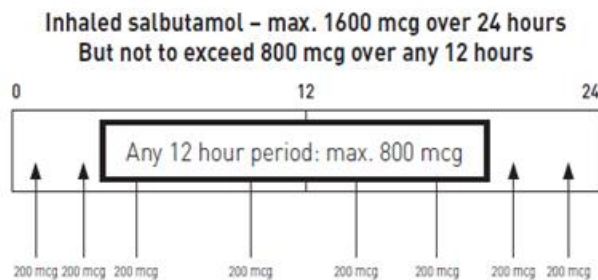 Inhaled salbutamol – max. 1600 mcg over 24 hours
But not to exceed 800 mcg over any 12 hours
0 12 24
Any 12 hour period: max. 800 mcg
200 mcg 200 mcg 200 mcg 200 mcg 200 mcg 200 mcg 200 mcg 200 mcg